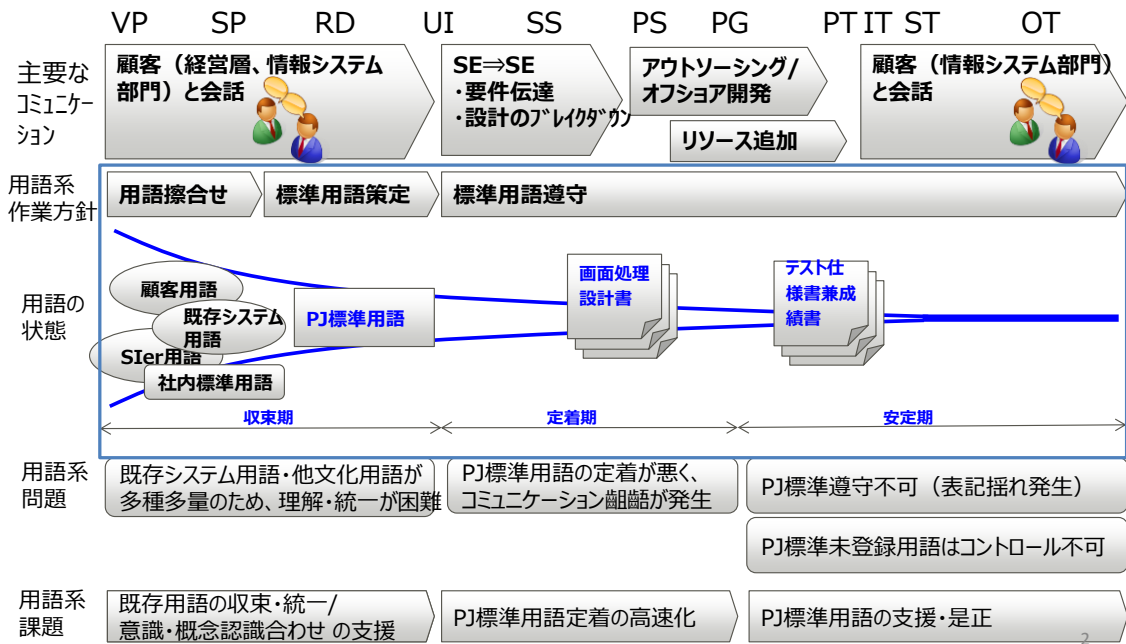 VP SP RD UI SS PS PG PT IT ST OT
主要な
コミュニケー
ション
顧客（経営層、情報システム
部門）と会話
SE⇒SE
・要件伝達
・設計のブレイクダウン
アウトソーシング/
オフショア開発
リソース追加
顧客（情報システム部門）
と会話
用語系
作業方針
用語擦合せ
標準用語策定
標準用語遵守
用語の
状態
顧客用語
既存システム
用語
SIer用語
社内標準用語
PJ標準用語
画面処理
設計書
テスト仕
様書兼成
績書
収束期
定着期
安定期
用語系
問題
既存システム用語・他文化用語が
多種多量のため、理解・統一が困難
PJ標準用語の定着が悪く、
コミュニケーション齟齬が発生
PJ標準遵守不可（表記揺れ発生）
PJ標準未登録用語はコントロール不可
用語系
課題
既存用語の収束・統一/
意識・概念認識合わせ の支援
PJ標準用語定着の高速化
PJ標準用語の支援・是正
2